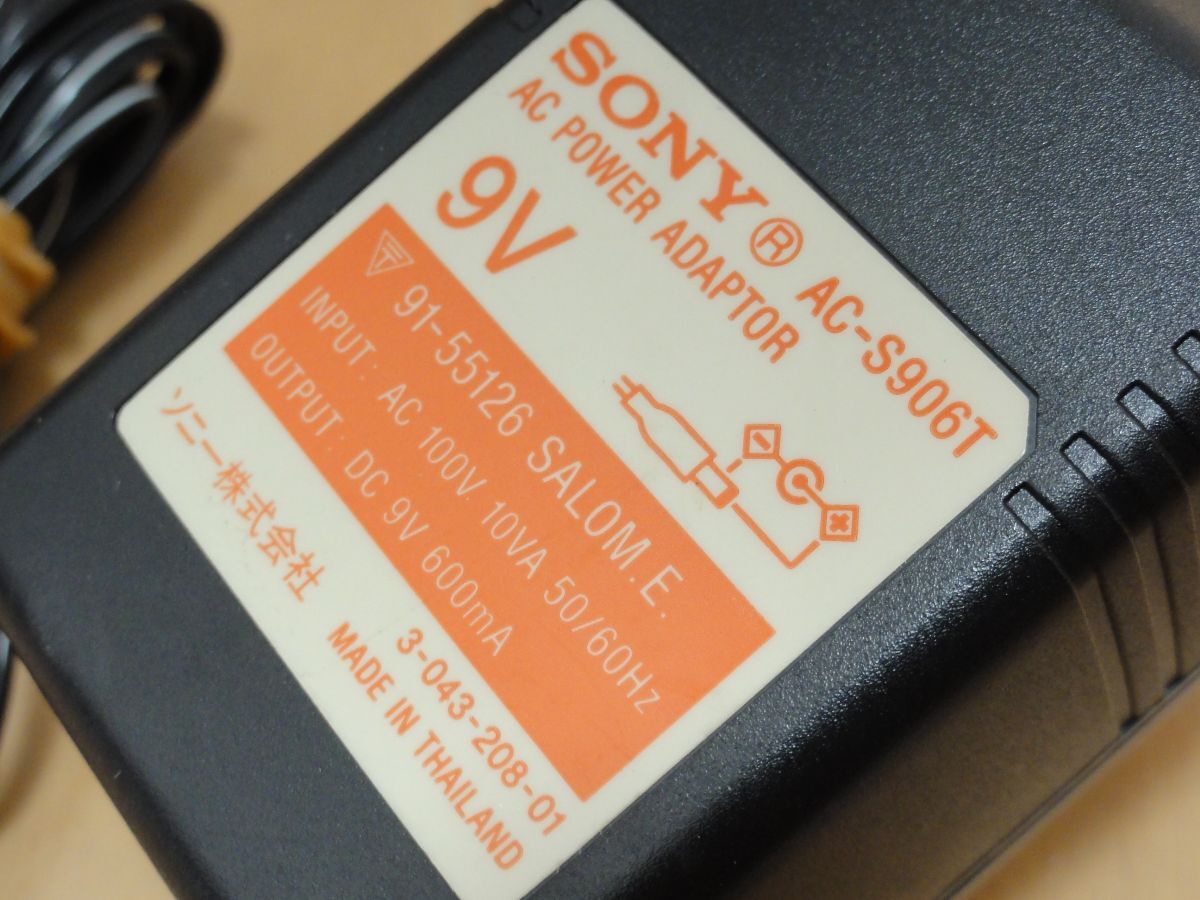 SONY® AC-S906T
AC POWER ADAPTOR
9V
91-55126 SALOM.E.
INPUT: AC 100V 10VA 50/60Hz
OUTPUT: DC 9V 600mA
3-043-208-01
ソニー株式会社 MADE IN THAILAND